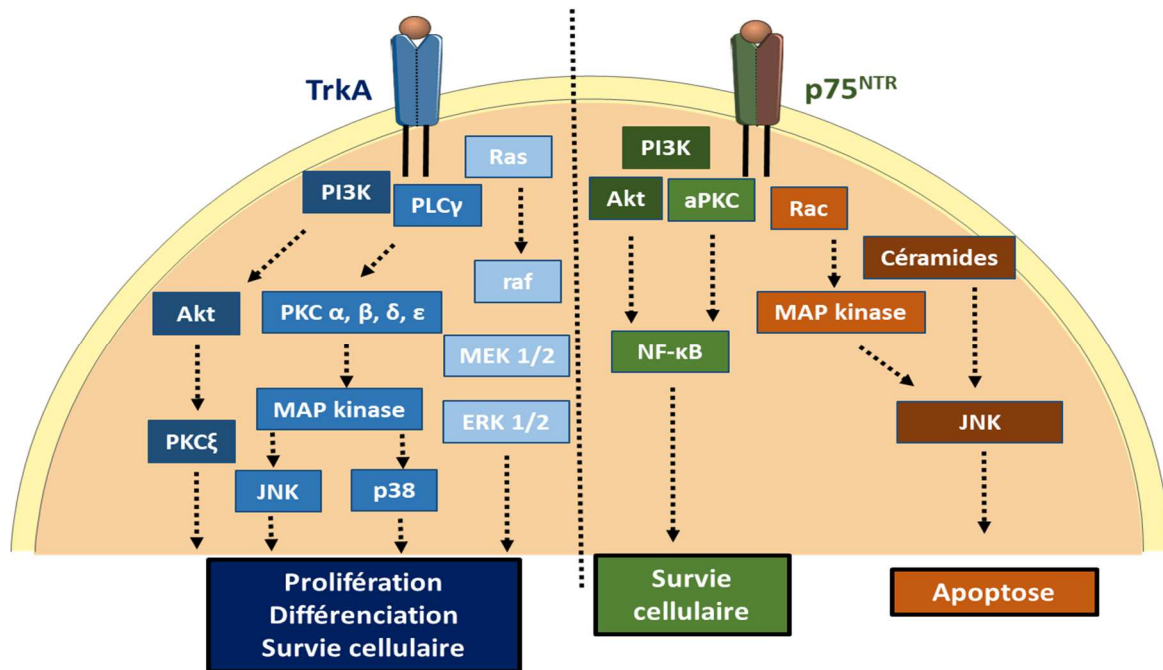 TrkA
p75NTR
Ras
PI3K
PLCγ
raf
Akt
PKC α, β, δ, ε
MEK 1/2
MAP kinase
ERK 1/2
PKCξ
JNK
p38
Prolifération
Différenciation
Survie cellulaire
PI3K
Akt
aPKC
Rac
Céramides
MAP kinase
NF-κB
JNK
Survie
cellulaire
Apoptose